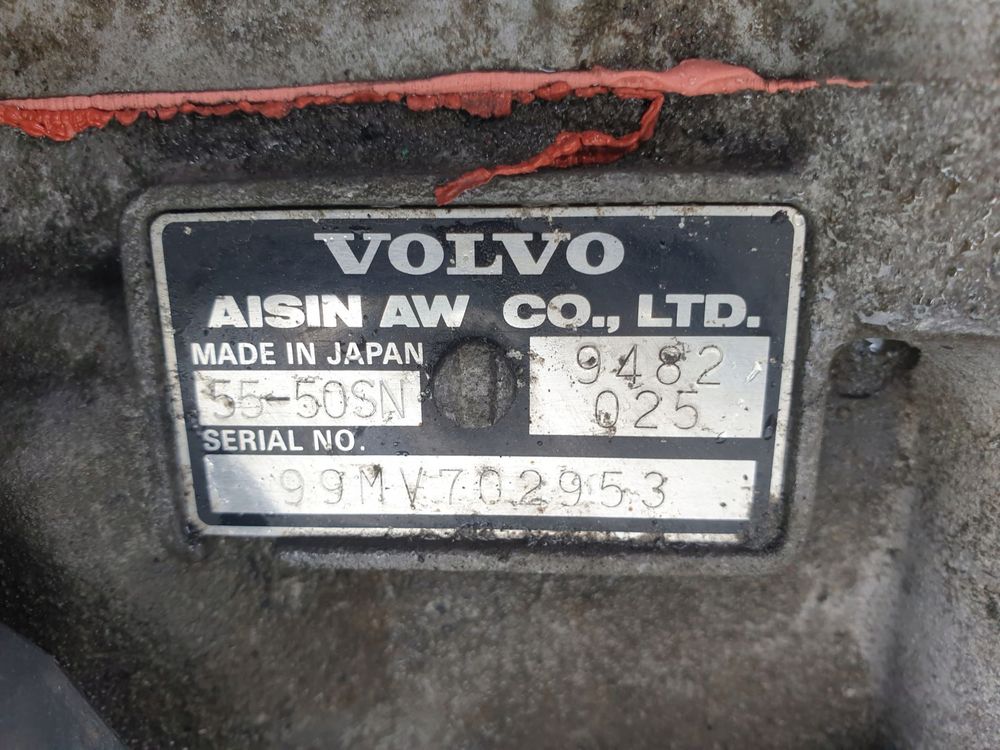 VOLVO
AISIN AW CO., LTD.
MADE IN JAPAN
55-50SN
9482
025
SERIAL NO.
99MV702953